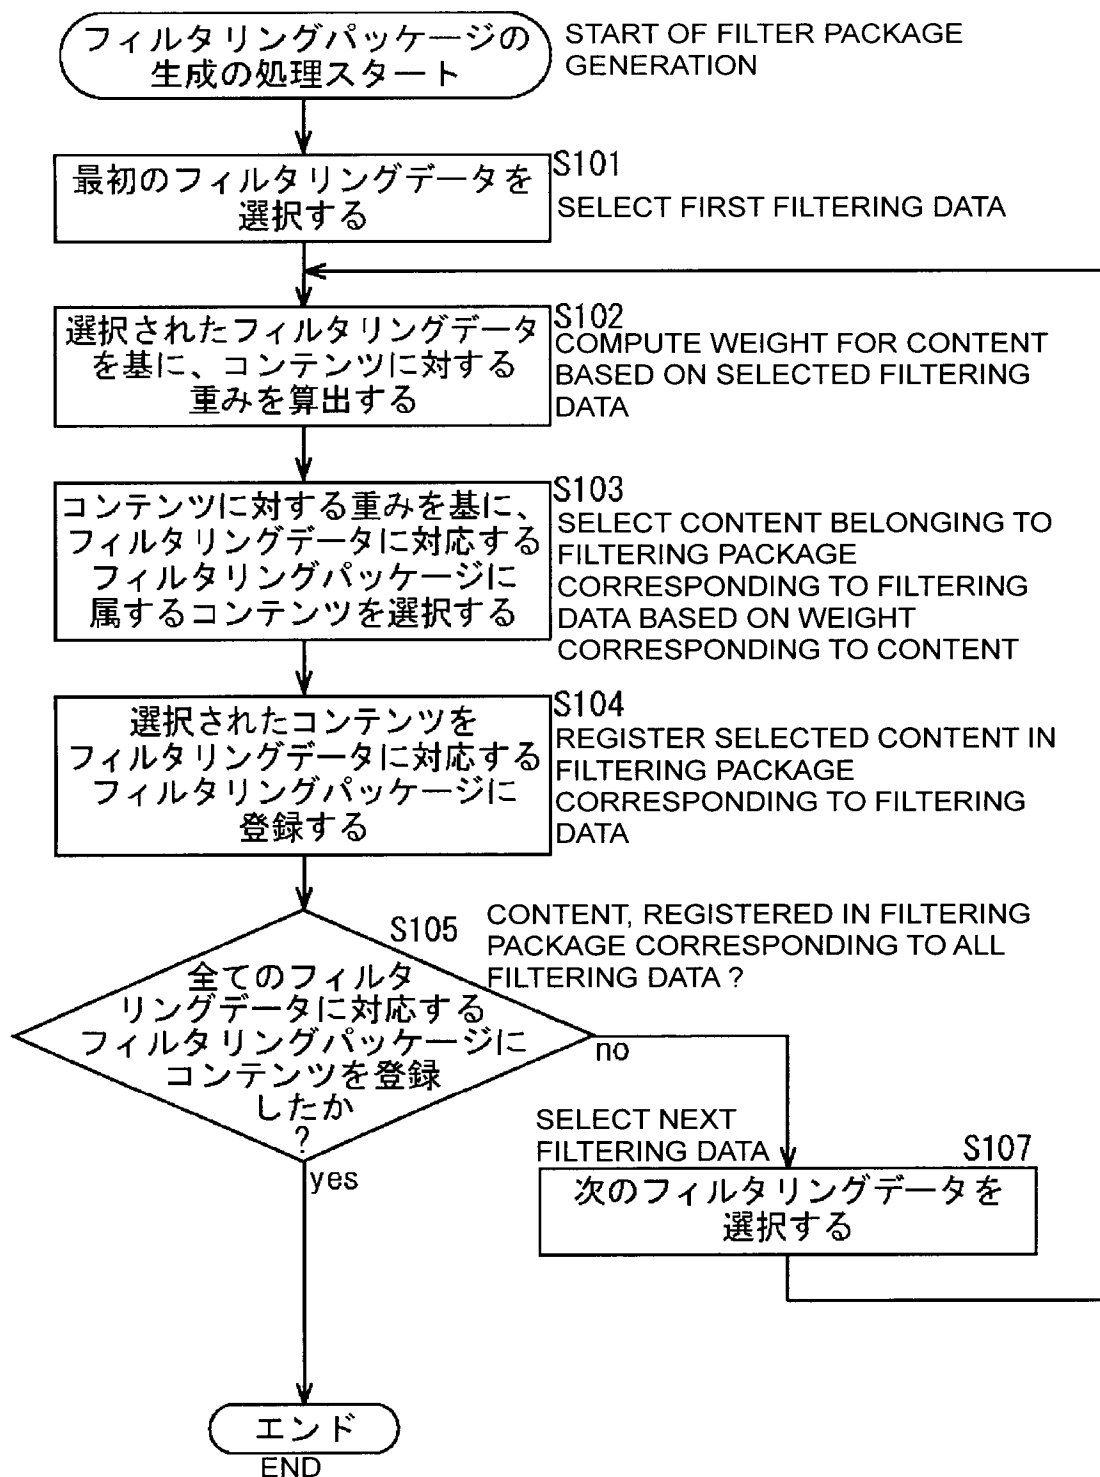 フィルタリングパッケージの
生成の処理スタート
START OF FILTER PACKAGE
GENERATION
S101
最初のフィルタリングデータを
選択する
SELECT FIRST FILTERING DATA
S102
選択されたフィルタリングデータ
を基に、コンテンツに対する
重みを算出する
COMPUTE WEIGHT FOR CONTENT
BASED ON SELECTED FILTERING
DATA
S103
コンテンツに対する重みを基に、
フィルタリングデータに対応する
フィルタリングパッケージに
属するコンテンツを選択する
SELECT CONTENT BELONGING TO
FILTERING PACKAGE
CORRESPONDING TO FILTERING
DATA BASED ON WEIGHT
CORRESPONDING TO CONTENT
S104
選択されたコンテンツを
フィルタリングデータに対応する
フィルタリングパッケージに
登録する
REGISTER SELECTED CONTENT IN
FILTERING PACKAGE
CORRESPONDING TO FILTERING
DATA
S105
CONTENT, REGISTERED IN FILTERING
PACKAGE CORRESPONDING TO ALL
FILTERING DATA ?
全てのフィルタ
リングデータに対応する
フィルタリングパッケージに
コンテンツを登録
したか
?
no
yes
SELECT NEXT
FILTERING DATA
S107
次のフィルタリングデータを
選択する
エンド
END